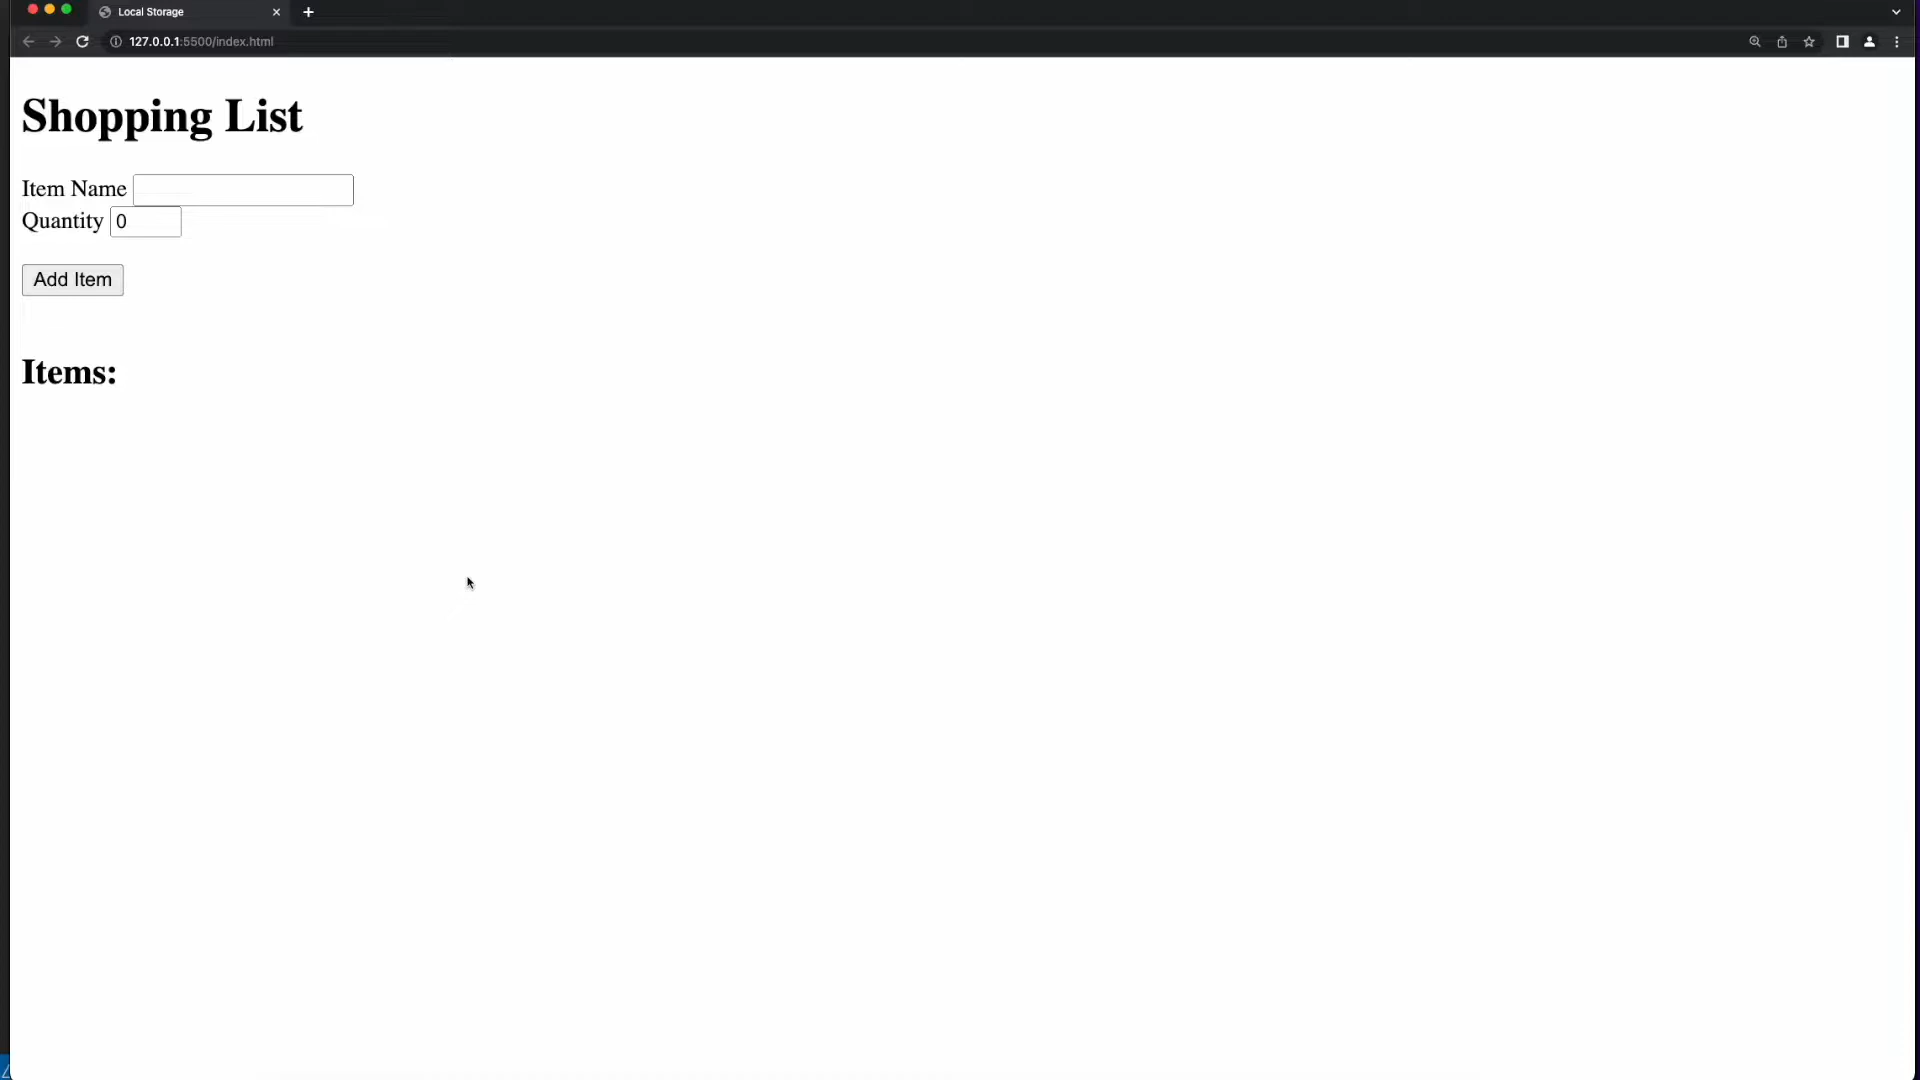 Local Storage
127.0.0.1:5500/index.html
Shopping List
Item Name
Quantity 0
Add Item
Items: